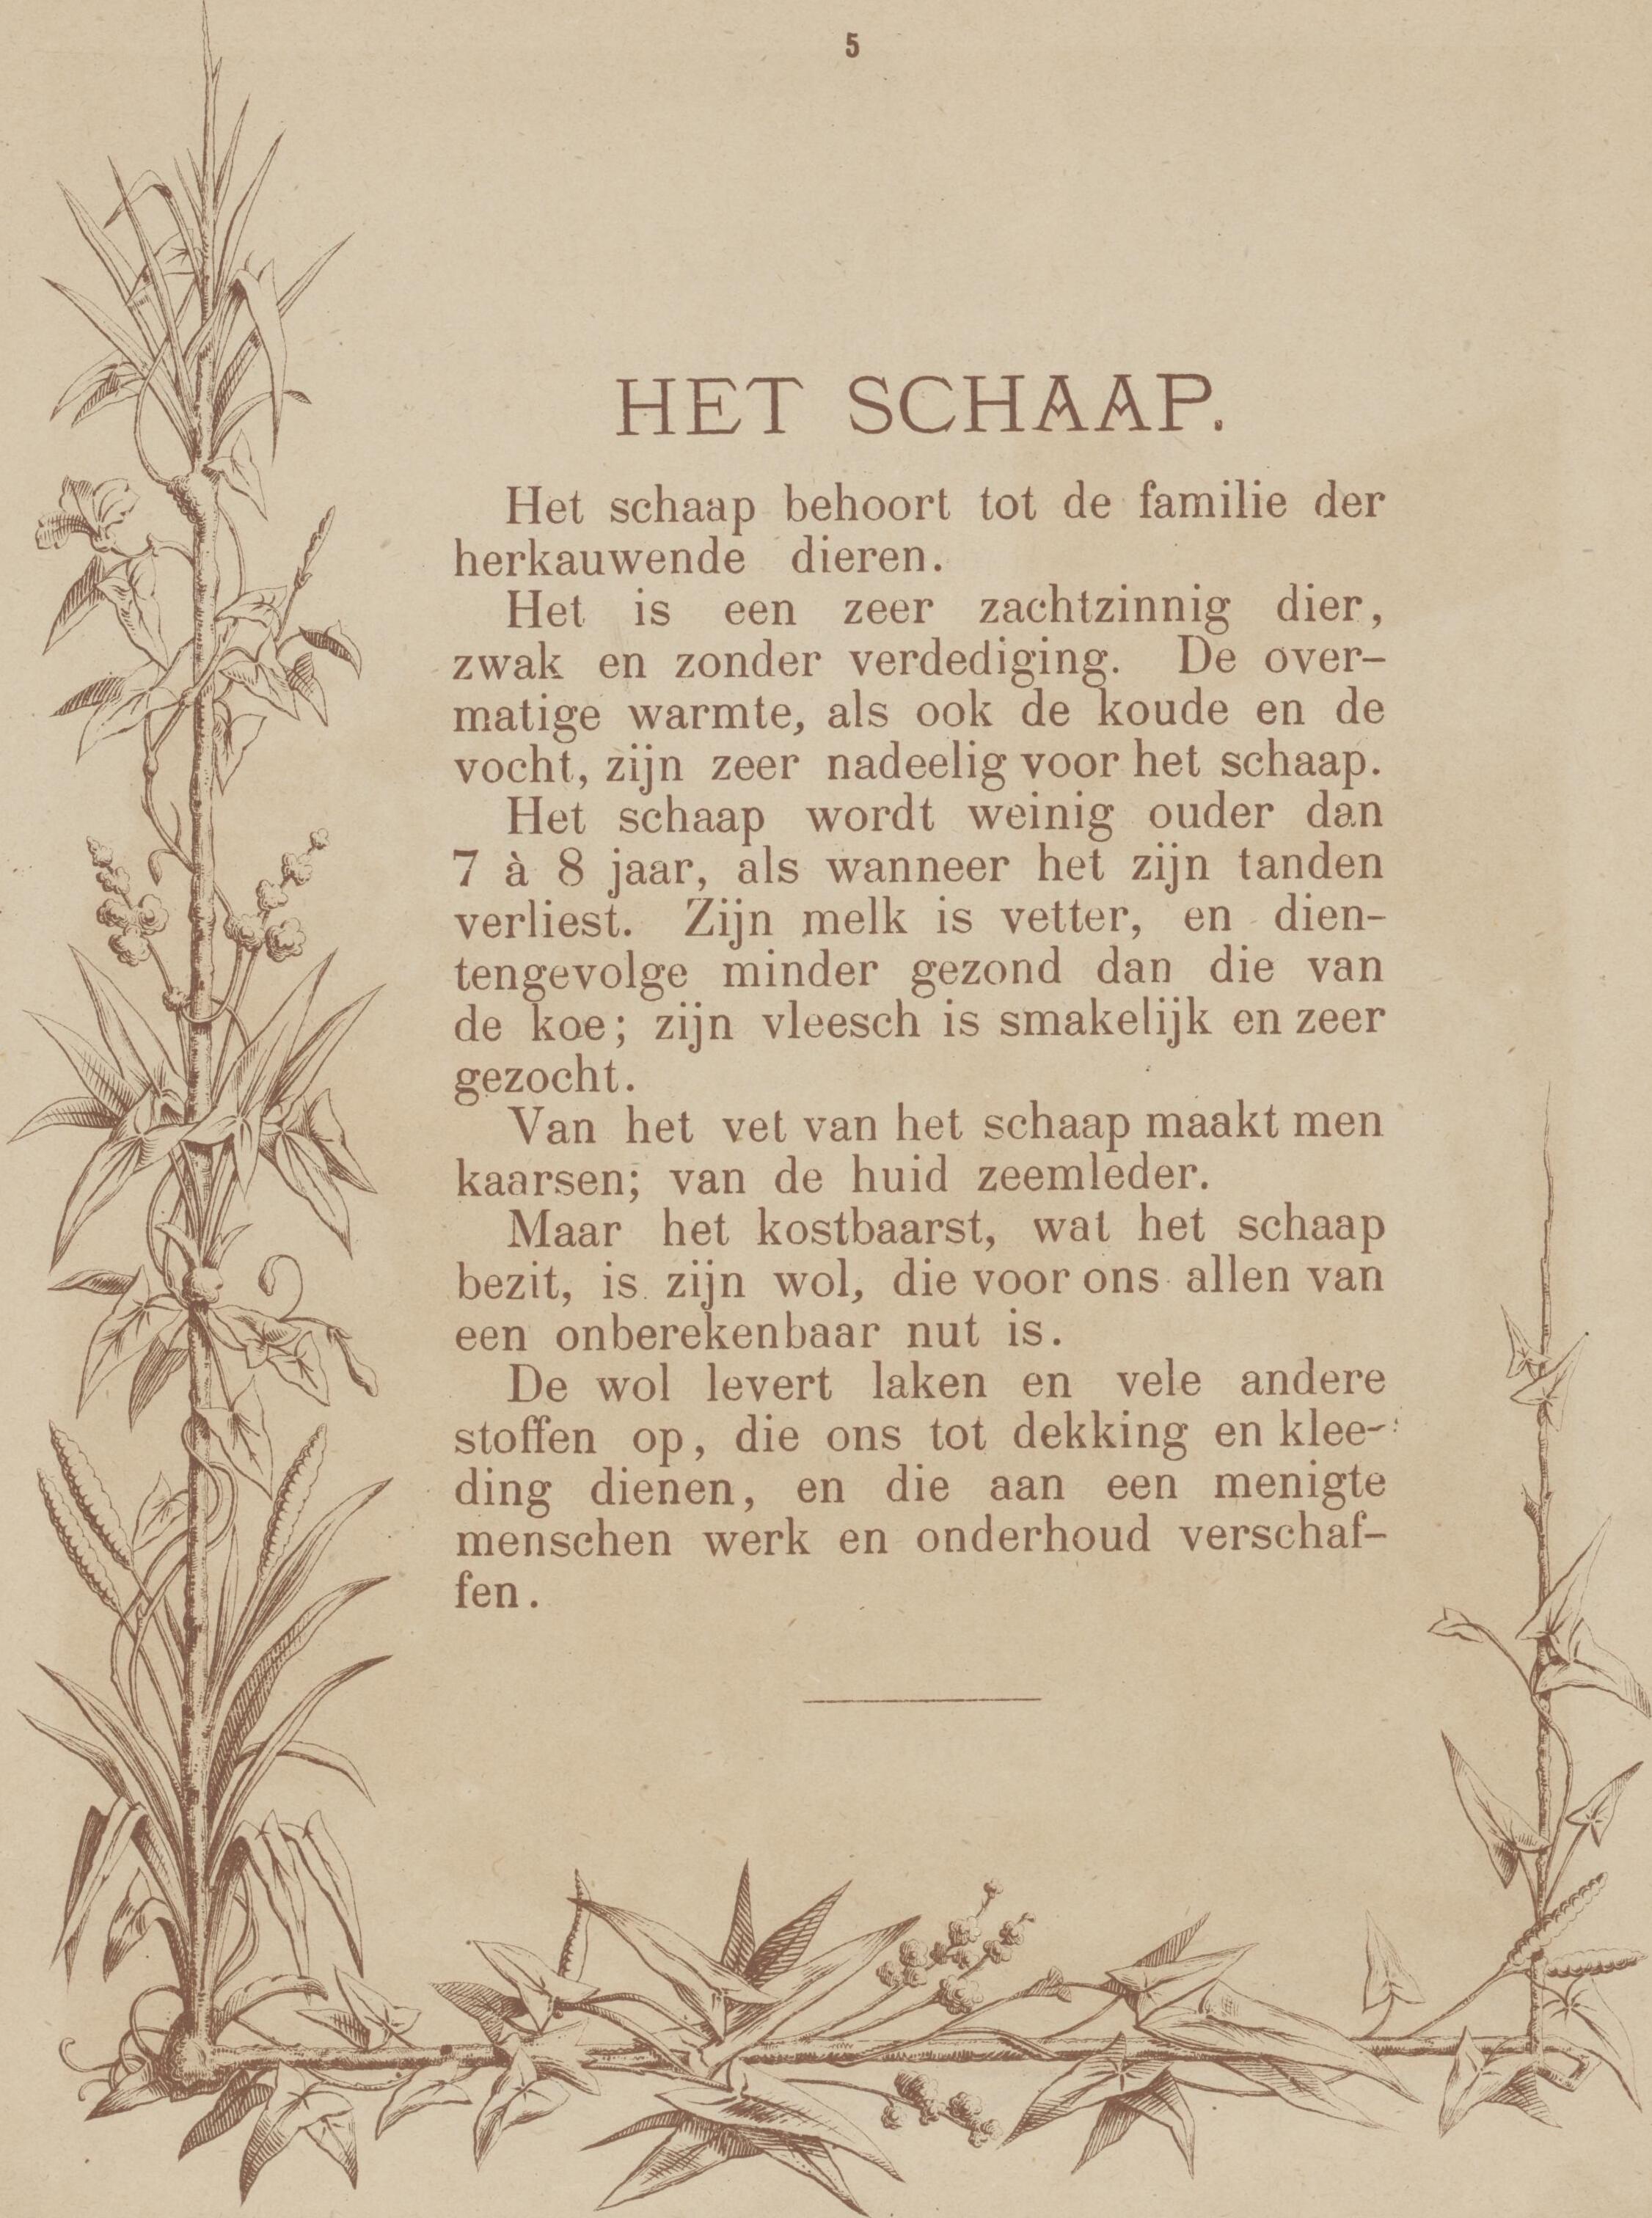 5
HET SCHAAP.
Het schaap behoort tot de familie der
herkauwende dieren.
Het is een zeer zachtzinnig dier,
zwak en zonder verdediging. De over-
matige warmte, als ook de koude en de
vocht, zijn zeer nadeelig voor het schaap.
Het schaap wordt weinig ouder dan
7 à 8 jaar, als wanneer het zijn tanden
verliest. Zijn melk is vetter, en dien-
tengevolge minder gezond dan die van
de koe; zijn vleesch is smakelijk en zeer
gezocht.
Van het vet van het schaap maakt men
kaarsen; van de huid zeemleder.
Maar het kostbaarst, wat het schaap
bezit, is zijn wol, die voor ons allen van
een onberekenbaar nut is.
De wol levert laken en vele andere
stoffen op, die ons tot dekking en klee-
ding dienen, en die aan een menigte
menschen werk en onderhoud verschaf-
fen.